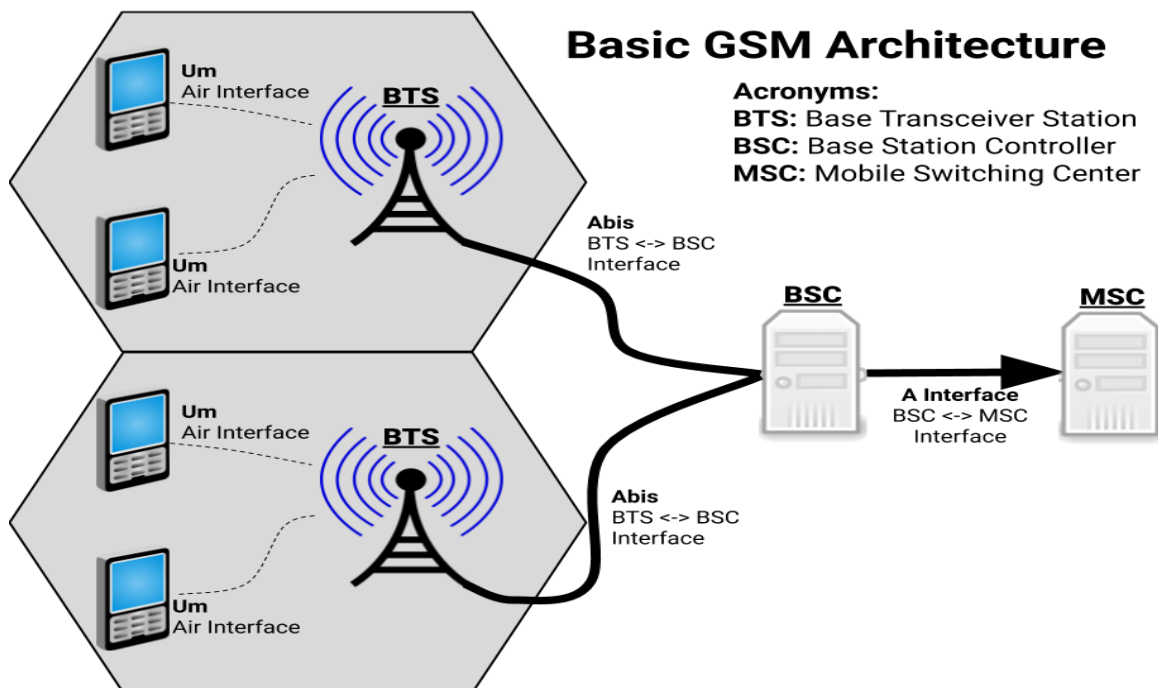 Basic GSM Architecture
Acronyms:
BTS: Base Transceiver Station
BSC: Base Station Controller
MSC: Mobile Switching Center
Um
Air Interface
BTS
Um
Air Interface
Abis
BTS <-> BSC
Interface
BSC
MSC
A Interface
BSC <-> MSC
Interface
Um
Air Interface
BTS
Abis
BTS <-> BSC
Interface
Um
Air Interface